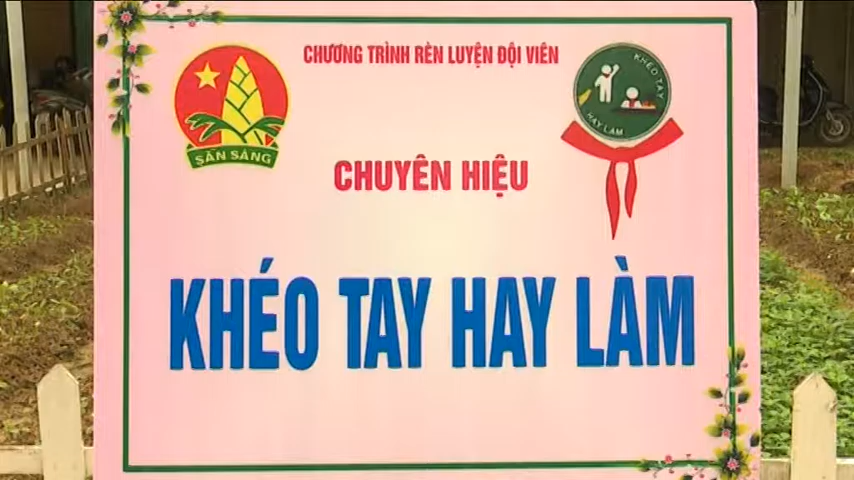 CHƯƠNG TRÌNH RÈN LUYỆN ĐỘI VIÊN
SẴN SÀNG
KHÉO TAY
HAY LÀM
CHUYÊN HIỆU
KHÉO TAY HAY LÀM